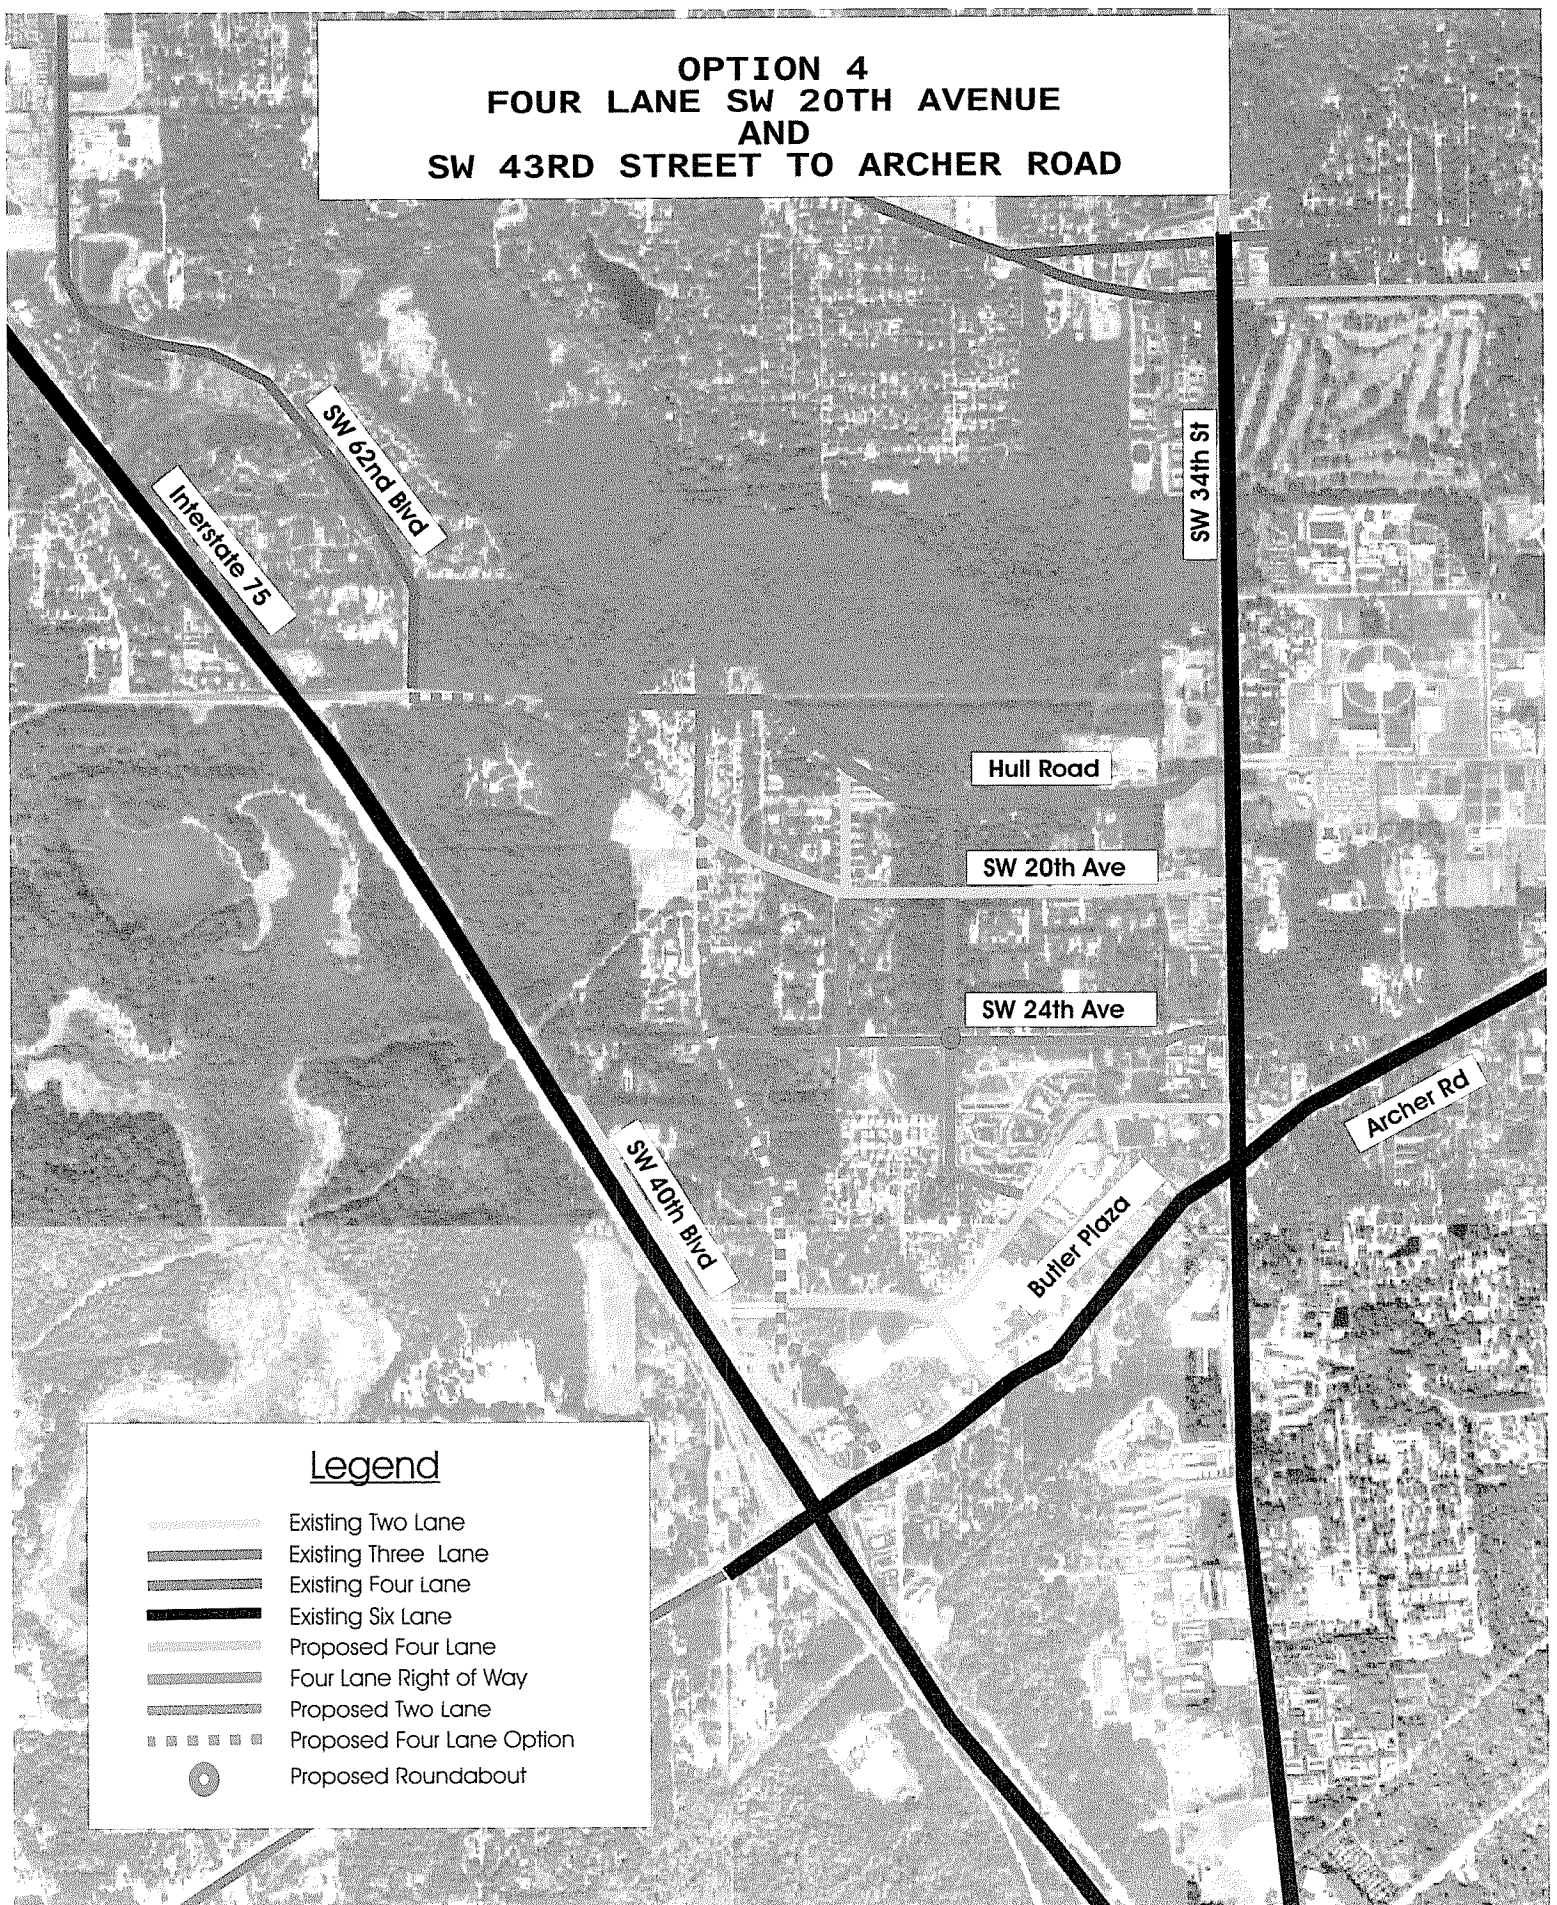 OPTION 4
FOUR LANE SW 20TH AVENUE
AND
SW 43RD STREET TO ARCHER ROAD
SW 62nd Blvd
Interstate 75
SW 34th St
Hull Road
SW 20th Ave
SW 24th Ave
Archer Rd
SW 40th Blvd
Butler Plaza
Legend
Existing Two Lane
Existing Three Lane
Existing Four Lane
Existing Six Lane
Proposed Four Lane
Four Lane Right of Way
Proposed Two Lane
Proposed Four Lane Option
Proposed Roundabout